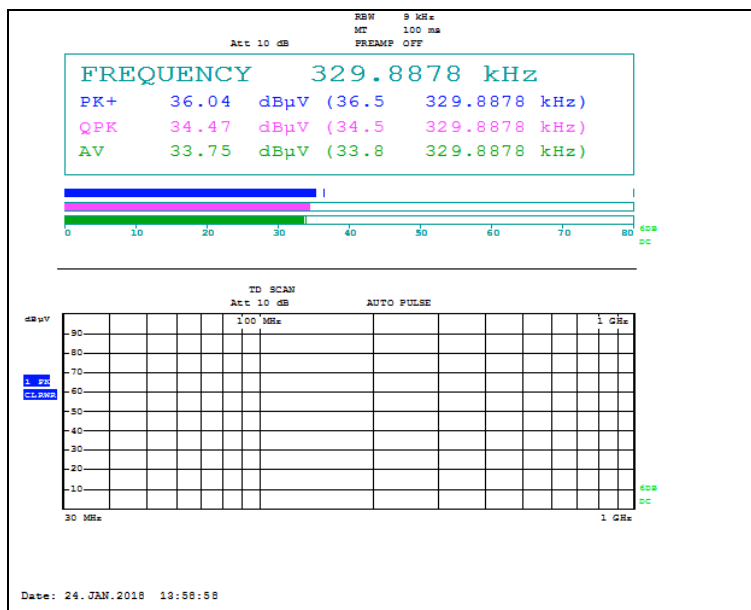 RBW 9 kHz
MT 100 ms
Att 10 dB PREAMP OFF
FREQUENCY 329.8878 kHz
PK+ 36.04 dBµV (36.5 329.8878 kHz)
QPK 34.47 dBµV (34.5 329.8878 kHz)
AV 33.75 dBµV (33.8 329.8878 kHz)
0 10 20 30 40 50 60 70 80
6DB
DC
TD SCAN
Att 10 dB AUTO PULSE
dBµV
100 MHz 1 GHz
90
80
70
1 PK
60
CLRWR
50
40
30
20
10
6DB
DC
30 MHz 1 GHz
Date: 24.JAN.2018 13:58:58